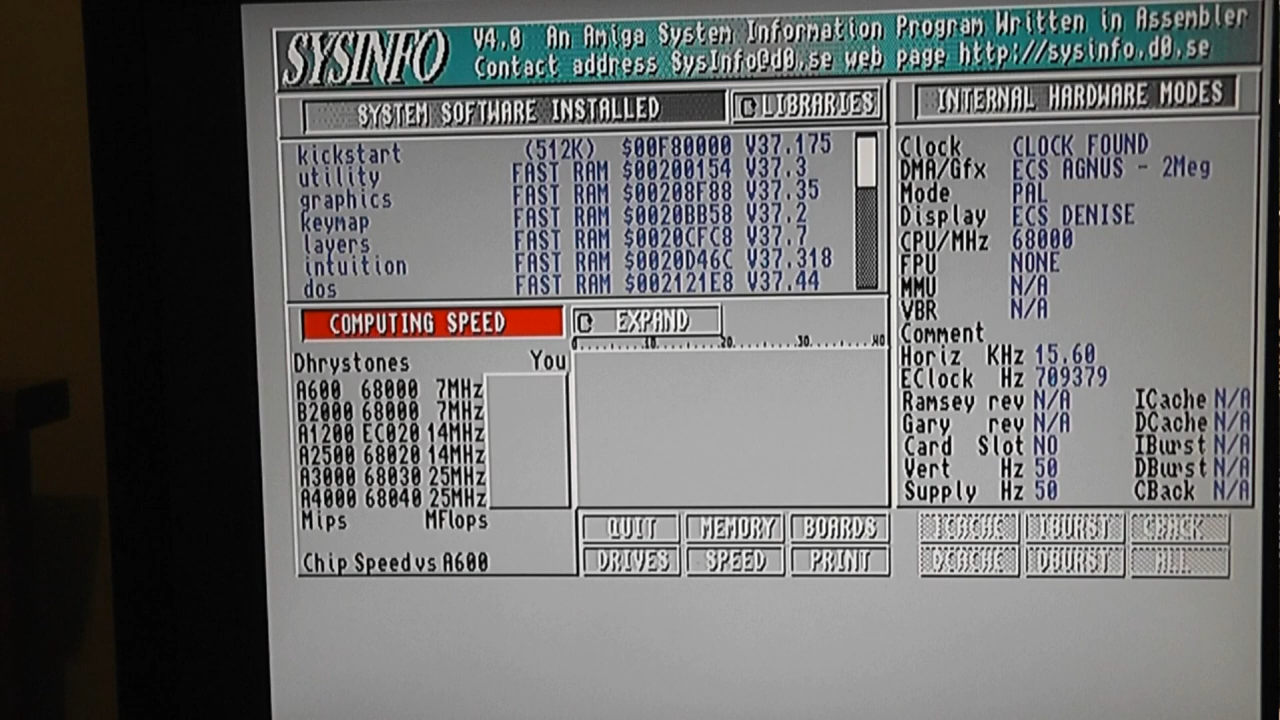 SYSINFO
V4.0 An Amiga System Information Program Written in Assembler
Contact address SysInfo@d0.se web page http://sysinfo.d0.se
SYSTEM SOFTWARE INSTALLED
LIBRARIES
kickstart (512K) $00F80000 V37.175
utility FAST RAM $00200154 V37.3
graphics FAST RAM $00208F88 V37.35
keymap FAST RAM $0020BB58 V37.2
layers FAST RAM $0020CFC8 V37.7
intuition FAST RAM $0020D46C V37.318
dos FAST RAM $002121E8 V37.44
INTERNAL HARDWARE MODES
Clock CLOCK FOUND
DMA/Gfx ECS AGNUS - 2Meg
Mode PAL
Display ECS DENISE
CPU/MHz 68000
FPU NONE
MMU N/A
VBR N/A
Comment
Horiz KHz 15.60
EClock Hz 709379
Ramsey rev N/A ICache N/A
Gary rev N/A DCache N/A
Card Slot NO IBurst N/A
Vert Hz 50 DBurst N/A
Supply Hz 50 CBack N/A
COMPUTING SPEED
EXPAND
0 10 20 30 40
Dhrystones You
A600 68000 7MHz
B2000 68000 7MHz
A1200 EC020 14MHz
A2500 68020 14MHz
A3000 68030 25MHz
A4000 68040 25MHz
Mips MFlops
Chip Speed vs A600
QUIT MEMORY BOARDS
DRIVES SPEED PRINT
ICACHE IBURST CBACK
DCACHE DBURST ALL